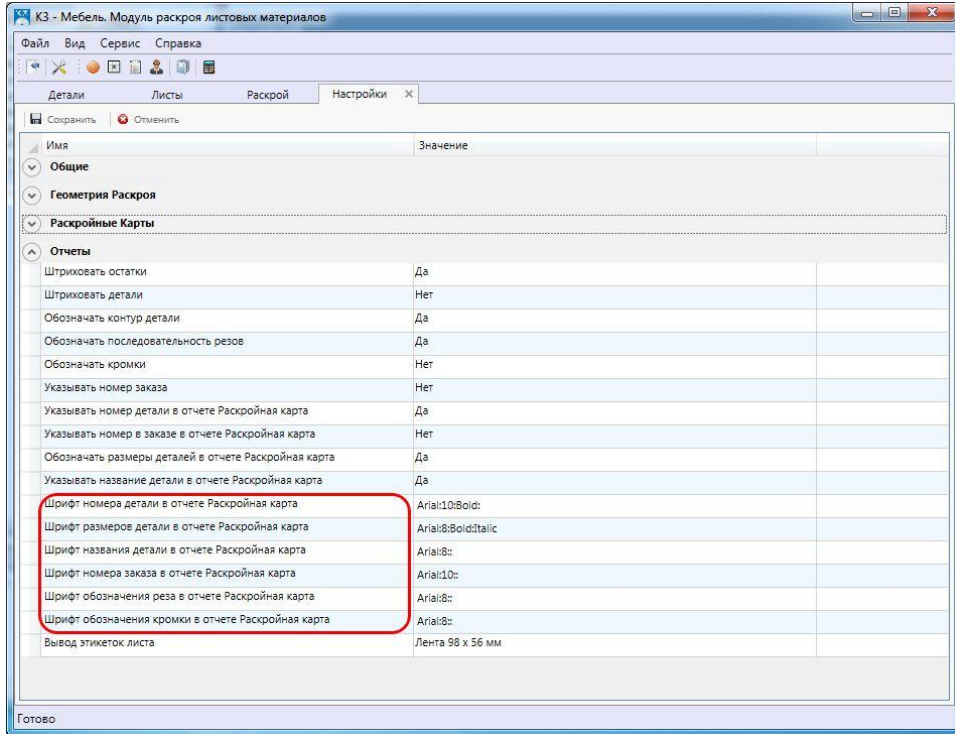 К3 - Мебель. Модуль раскроя листовых материалов
Файл Вид Сервис Справка
Детали Листы Раскрой Настройки
Сохранить Отменить
Имя Значение
Общие
Геометрия Раскроя
Раскройные Карты
Отчеты
Штриховать остатки Да
Штриховать детали Нет
Обозначать контур детали Да
Обозначать последовательность резов Да
Обозначать кромки Нет
Указывать номер заказа Нет
Указывать номер детали в отчете Раскройная карта Да
Указывать номер в заказе в отчете Раскройная карта Нет
Обозначать размеры деталей в отчете Раскройная карта Да
Указывать название детали в отчете Раскройная карта Да
Шрифт номера детали в отчете Раскройная карта Arial:10:Bold:
Шрифт размеров детали в отчете Раскройная карта Arial:8:Bold:Italic
Шрифт названия детали в отчете Раскройная карта Arial:8::
Шрифт номера заказа в отчете Раскройная карта Arial:10::
Шрифт обозначения реза в отчете Раскройная карта Arial:8::
Шрифт обозначения кромки в отчете Раскройная карта Arial:8::
Вывод этикеток листа Лента 98 x 56 мм
Готово